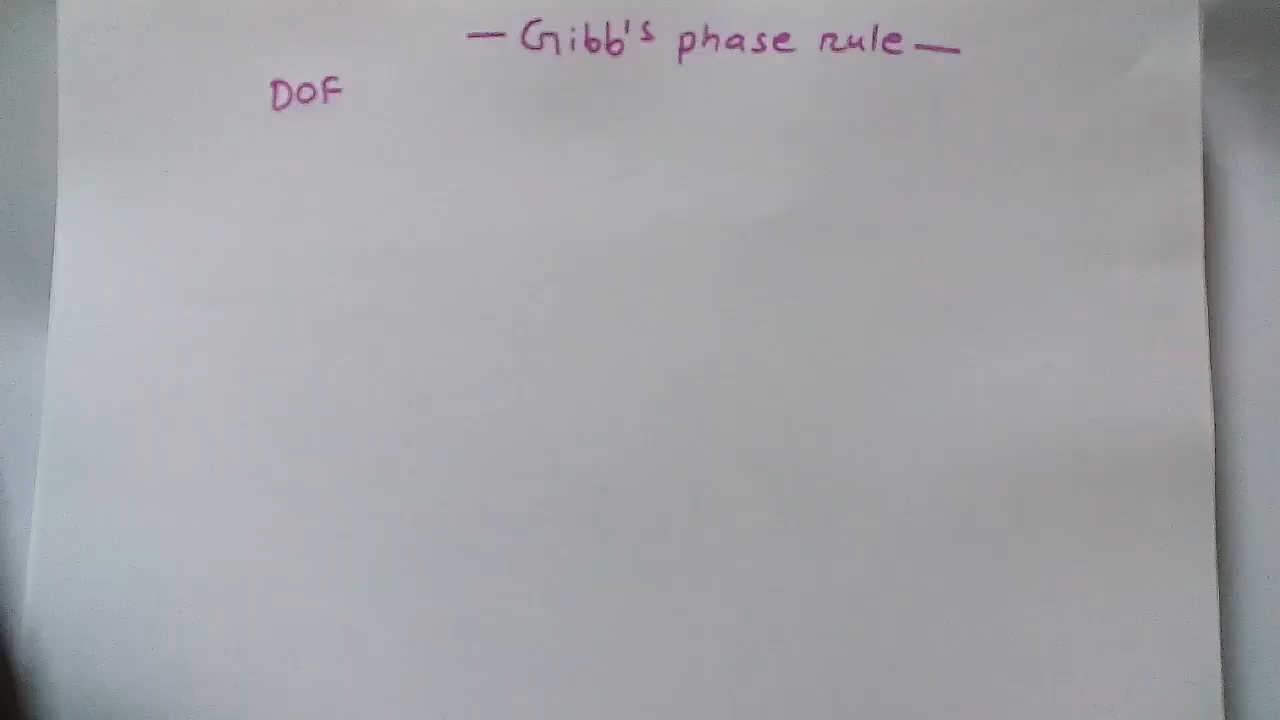 — Gibb's phase rule —
DOF